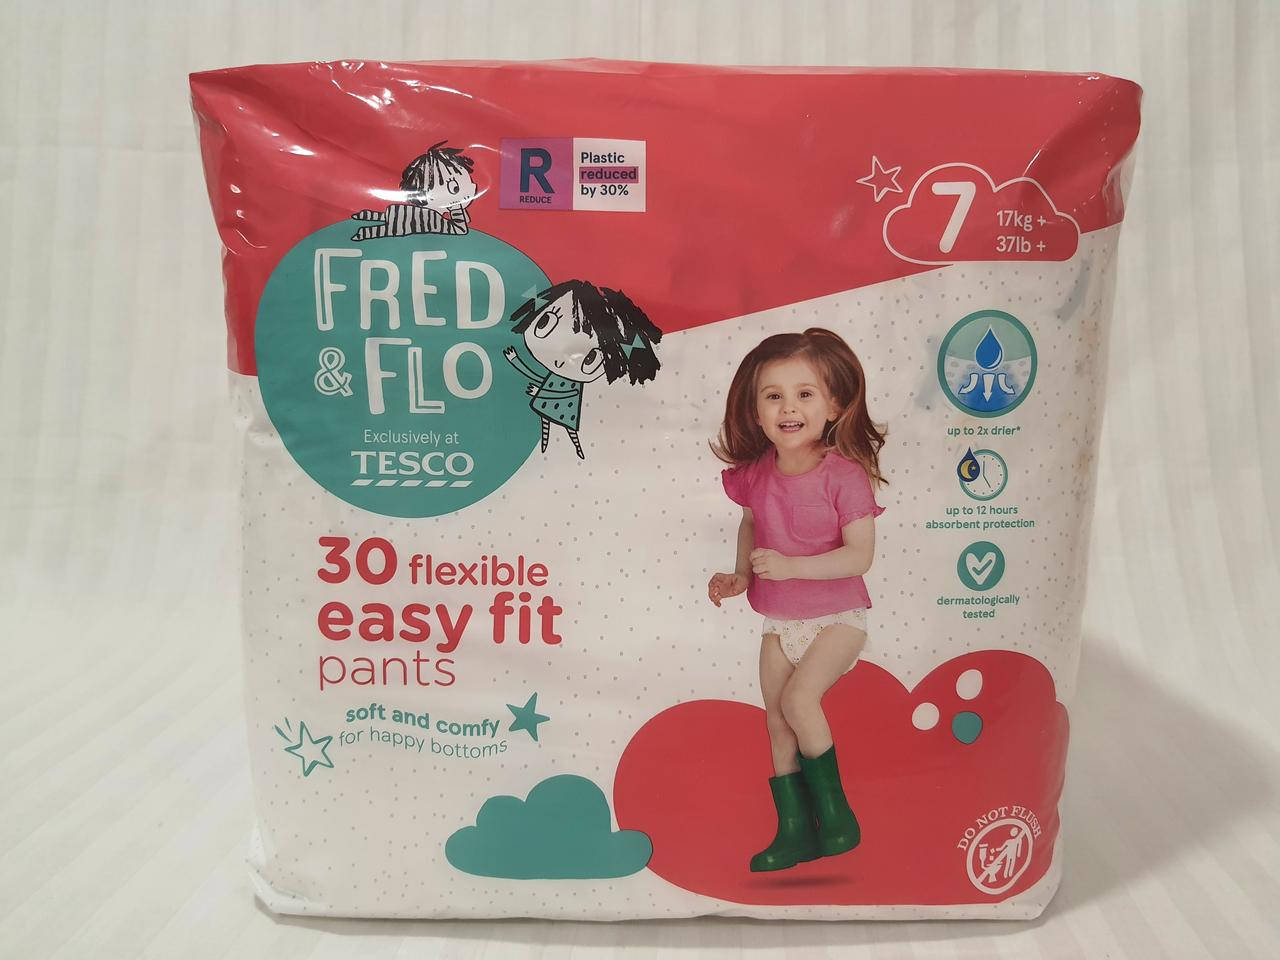 R
REDUCE
Plastic
reduced
by 30%
7
17kg +
37lb +
FRED
& FLO
Exclusively at
TESCO
30 flexible
easy fit
pants
soft and comfy
for happy bottoms
up to 2x drier*
up to 12 hours
absorbent protection
dermatologically
tested
DO NOT FLUSH